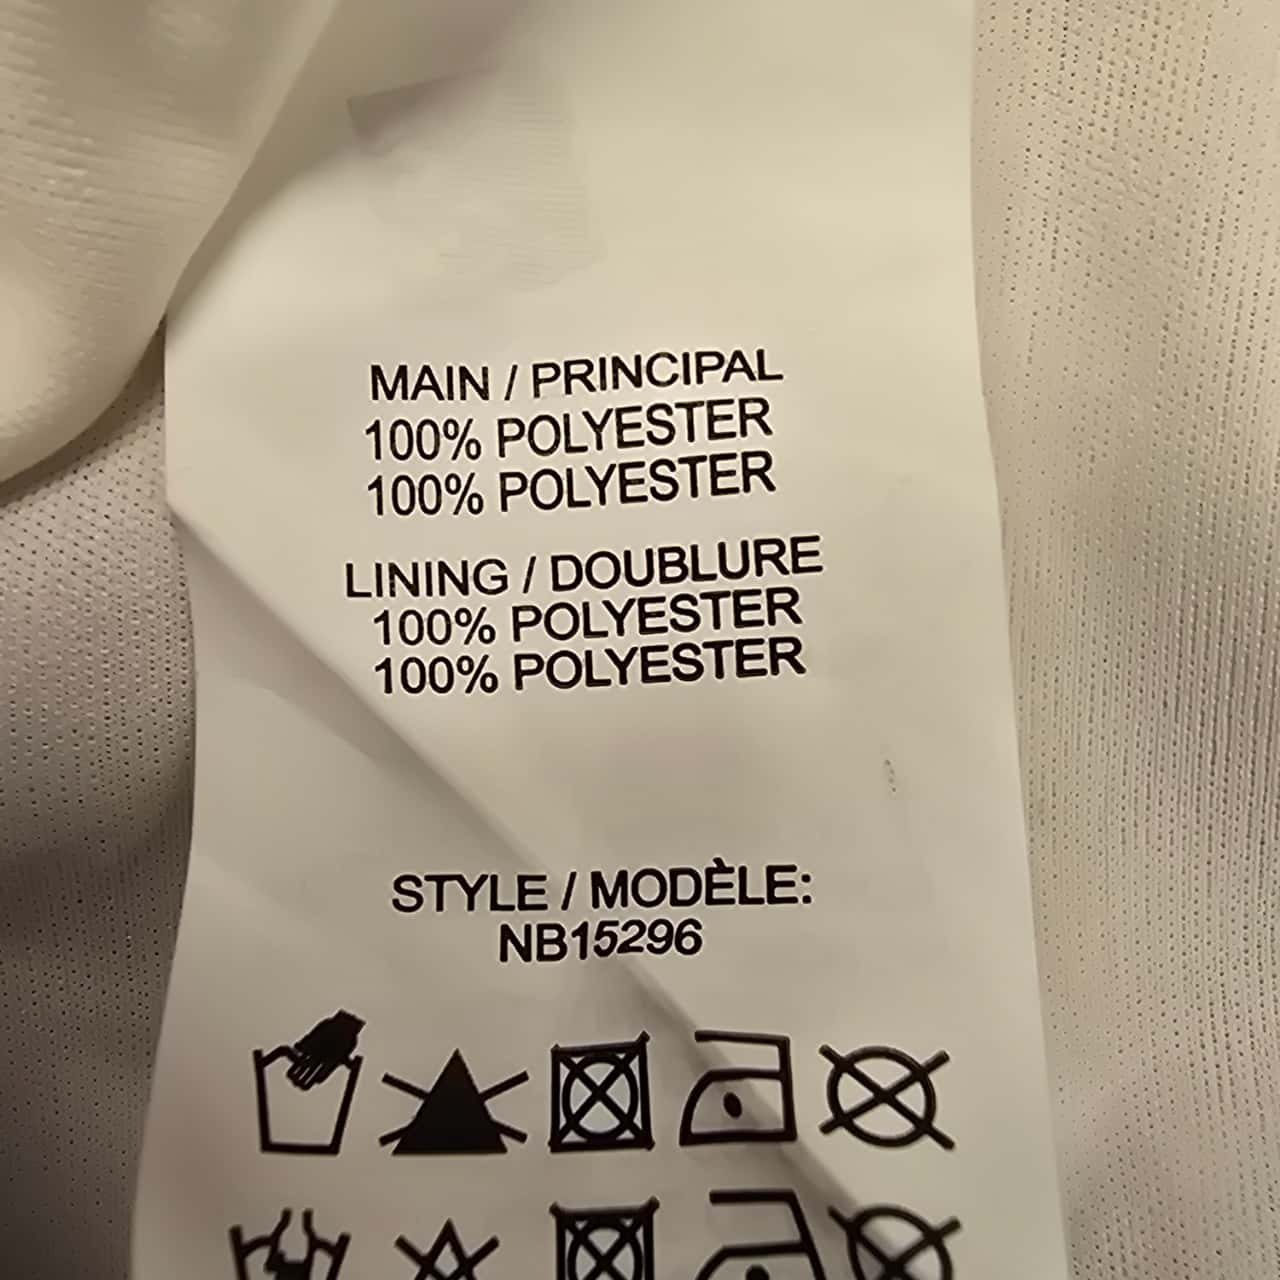 MAIN / PRINCIPAL
100% POLYESTER
100% POLYESTER
LINING / DOUBLURE
100% POLYESTER
100% POLYESTER
STYLE / MODÈLE:
NB15296